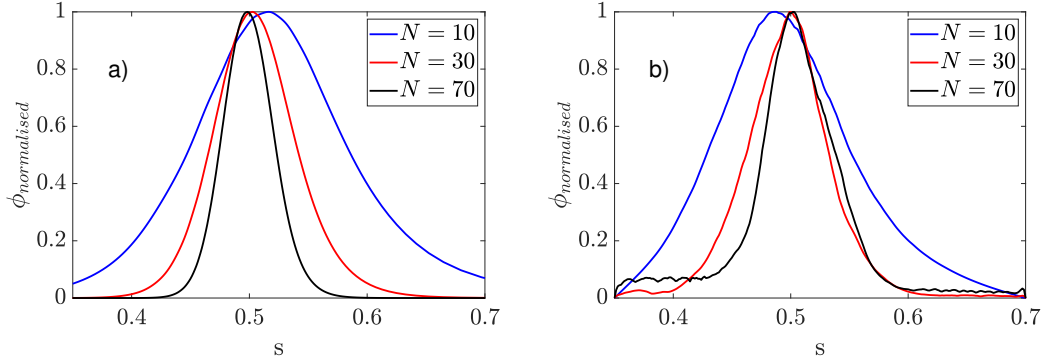 a)
N = 10
N = 30
N = 70
ϕnormalised
1
0.8
0.6
0.4
0.2
0
0.4
0.5
0.6
0.7
s
b)
N = 10
N = 30
N = 70
ϕnormalised
1
0.8
0.6
0.4
0.2
0
0.4
0.5
0.6
0.7
s